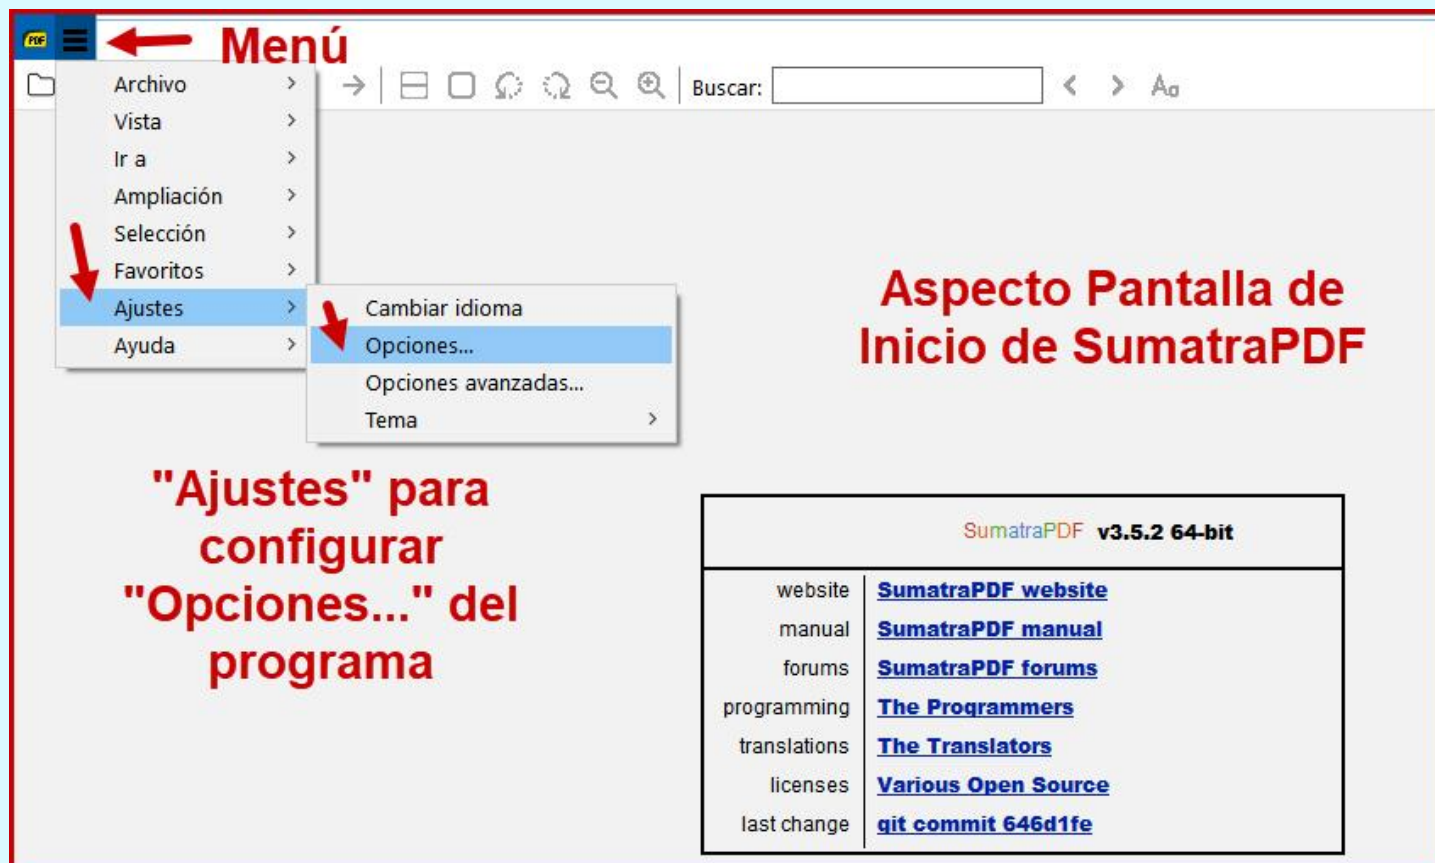 PDF
Menú
Archivo
Vista
Ir a
Ampliación
Selección
Favoritos
Ajustes
Ayuda
Buscar:
Aa
Cambiar idioma
Opciones...
Opciones avanzadas...
Tema
Aspecto Pantalla de
Inicio de SumatraPDF
"Ajustes" para
configurar
"Opciones..." del
programa
SumatraPDF v3.5.2 64-bit
website SumatraPDF website
manual SumatraPDF manual
forums SumatraPDF forums
programming The Programmers
translations The Translators
licenses Various Open Source
last change git commit 646d1fe